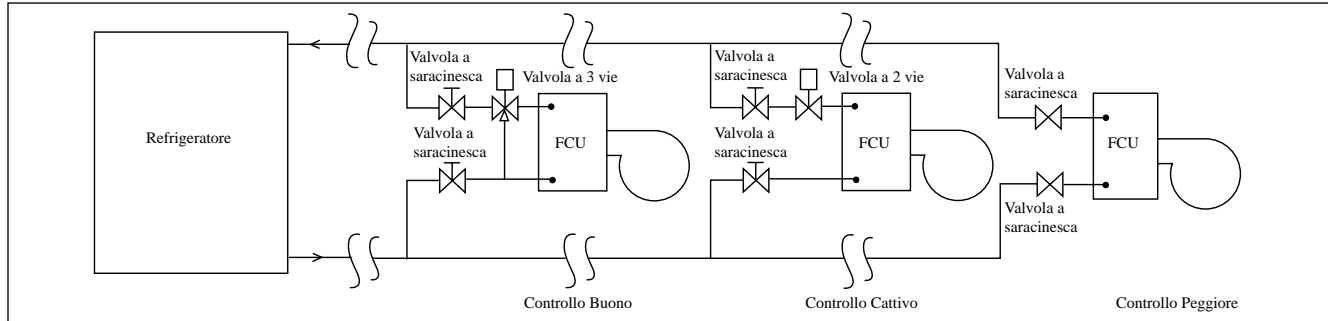 Refrigeratore
Valvola a
saracinesca
Valvola a 3 vie
Valvola a
saracinesca
FCU
Valvola a
saracinesca
Valvola a 2 vie
Valvola a
saracinesca
FCU
Valvola a
saracinesca
FCU
Valvola a
saracinesca
Controllo Buono
Controllo Cattivo
Controllo Peggiore